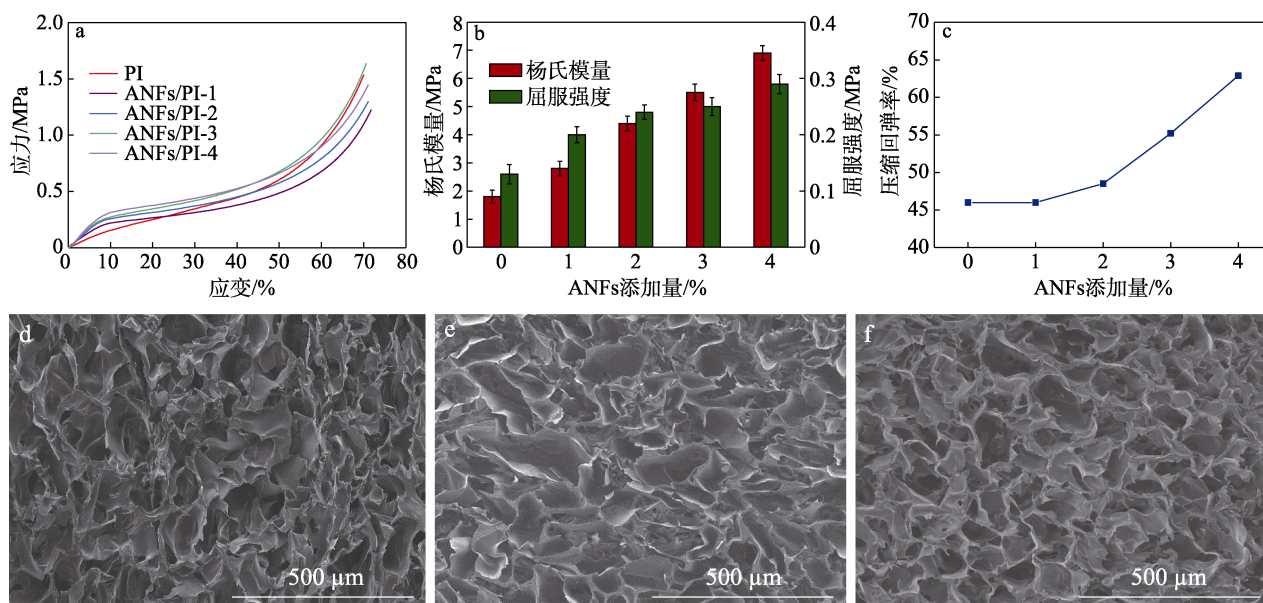 a
应力/MPa
2.0
1.5
1.0
0.5
0
PI
ANFs/PI-1
ANFs/PI-2
ANFs/PI-3
ANFs/PI-4
0 10 20 30 40 50 60 70 80
应变/%
b
杨氏模量/MPa
8
7
6
5
4
3
2
1
0
杨氏模量
屈服强度
0.4
0.3
0.2
0.1
0
屈服强度/MPa
0 1 2 3 4
ANFs添加量/%
c
压缩回弹率/%
70
65
60
55
50
45
40
0 1 2 3 4
ANFs添加量/%
d
500 μm
e
500 μm
f
500 μm